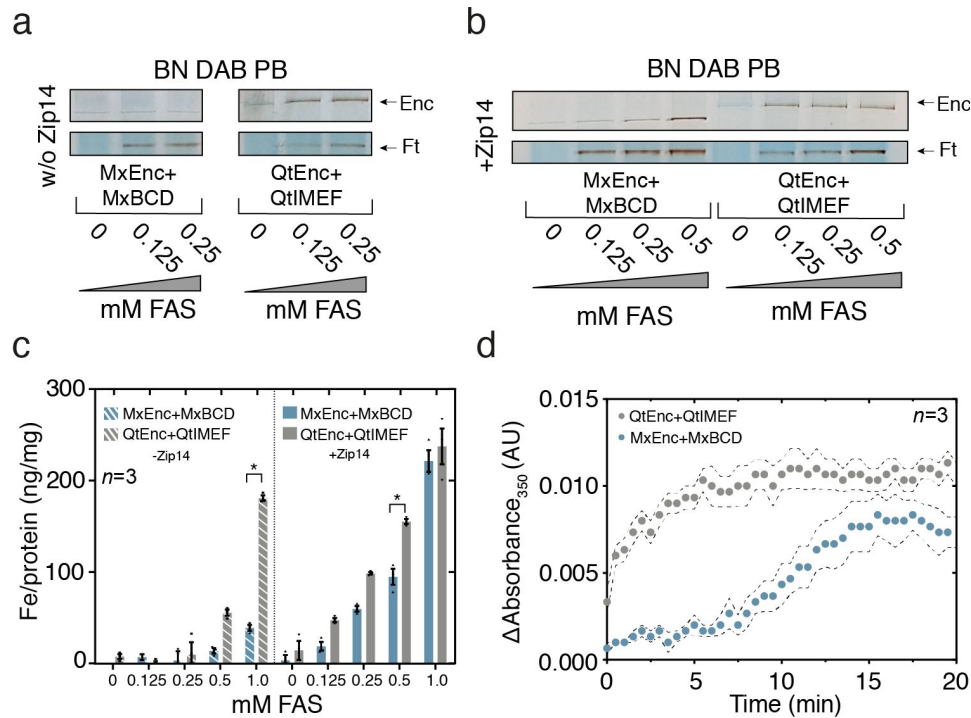 a
BN DAB PB
w/o Zip14
Enc
Ft
MxEnc+
MxBCD
QtEnc+
QtIMEF
0
0.125
0.25
0
0.125
0.25
mM FAS
mM FAS
b
BN DAB PB
+Zip14
Enc
Ft
MxEnc+
MxBCD
QtEnc+
QtIMEF
0
0.125
0.25
0.5
0
0.125
0.25
0.5
mM FAS
mM FAS
c
Fe/protein (ng/mg)
300
200
100
0
MxEnc+MxBCD
QtEnc+QtIMEF
-Zip14
MxEnc+MxBCD
QtEnc+QtIMEF
+Zip14
n=3
*
*
0 0.125 0.25 0.5 1.0 0 0.125 0.25 0.5 1.0
mM FAS
d
ΔAbsorbance350 (AU)
0.015
0.010
0.005
0.000
QtEnc+QtIMEF
MxEnc+MxBCD
n=3
0 5 10 15 20
Time (min)